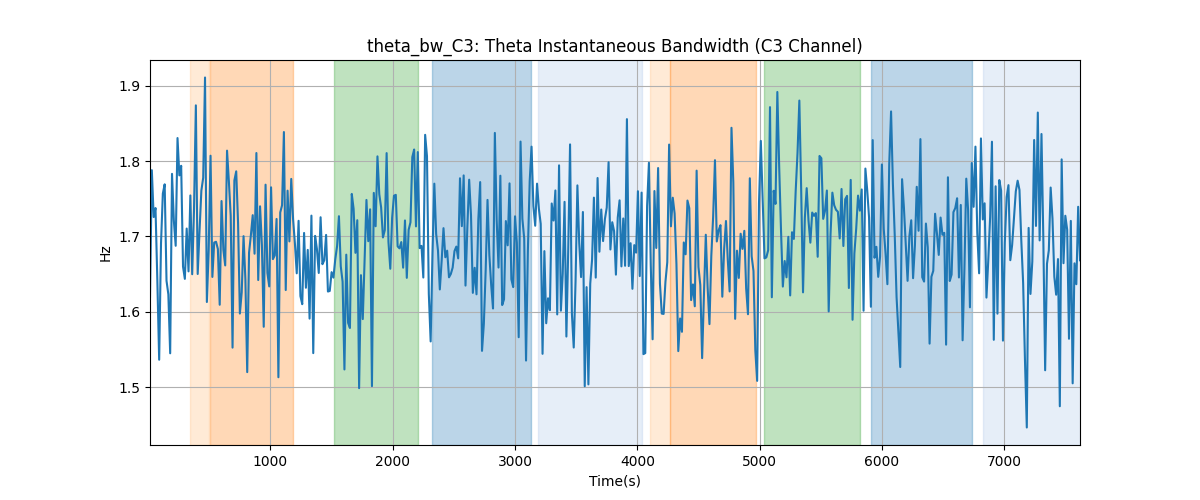 theta_bw_C3: Theta Instantaneous Bandwidth (C3 Channel)
1.9
1.8
1.7
1.6
1.5
Hz
1000 2000 3000 4000 5000 6000 7000
Time(s)